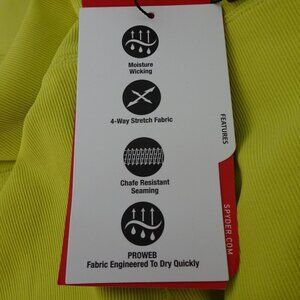 Moisture
Wicking
4-Way Stretch Fabric
Chafe Resistant
Seaming
PROWEB
Fabric Engineered To Dry Quickly
FEATURES
SPYDER.COM